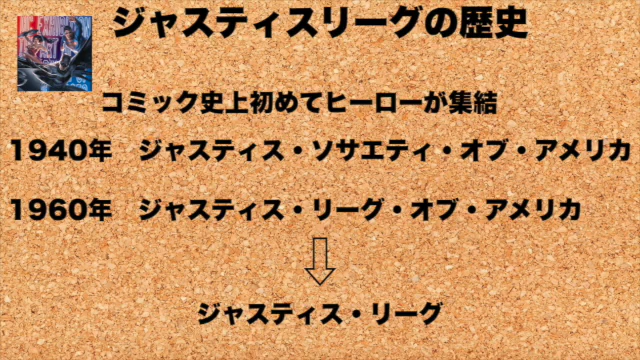 ジャスティスリーグの歴史
コミック史上初めてヒーローが集結
1940年　ジャスティス・ソサエティ・オブ・アメリカ
1960年　ジャスティス・リーグ・オブ・アメリカ
ジャスティス・リーグ